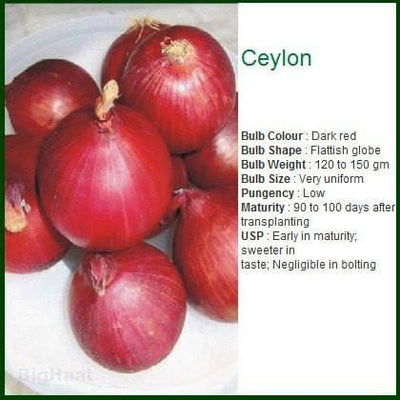 Ceylon
Bulb Colour : Dark red
Bulb Shape : Flattish globe
Bulb Weight : 120 to 150 gm
Bulb Size : Very uniform
Pungency : Low
Maturity : 90 to 100 days after
transplanting
USP : Early in maturity;
sweeter in
taste; Negligible in bolting
BigHaat